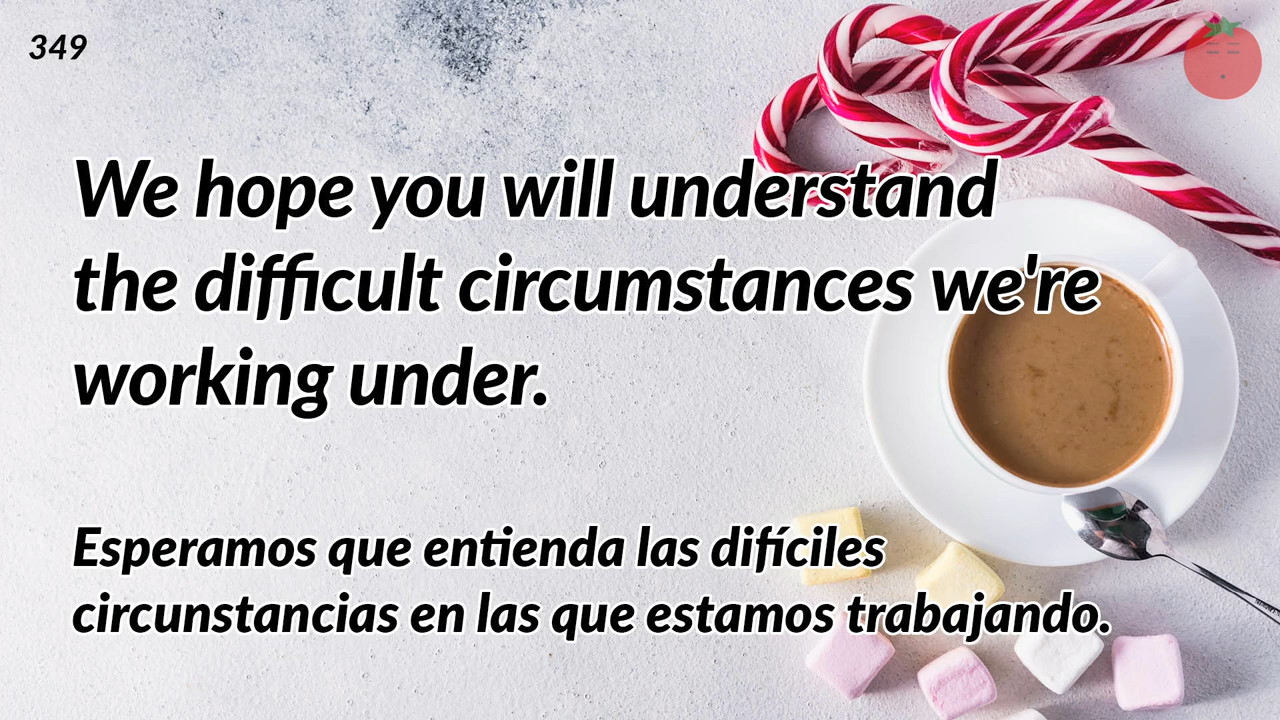 349
We hope you will understand
the difficult circumstances we're
working under.
Esperamos que entienda las difíciles
circunstancias en las que estamos trabajando.